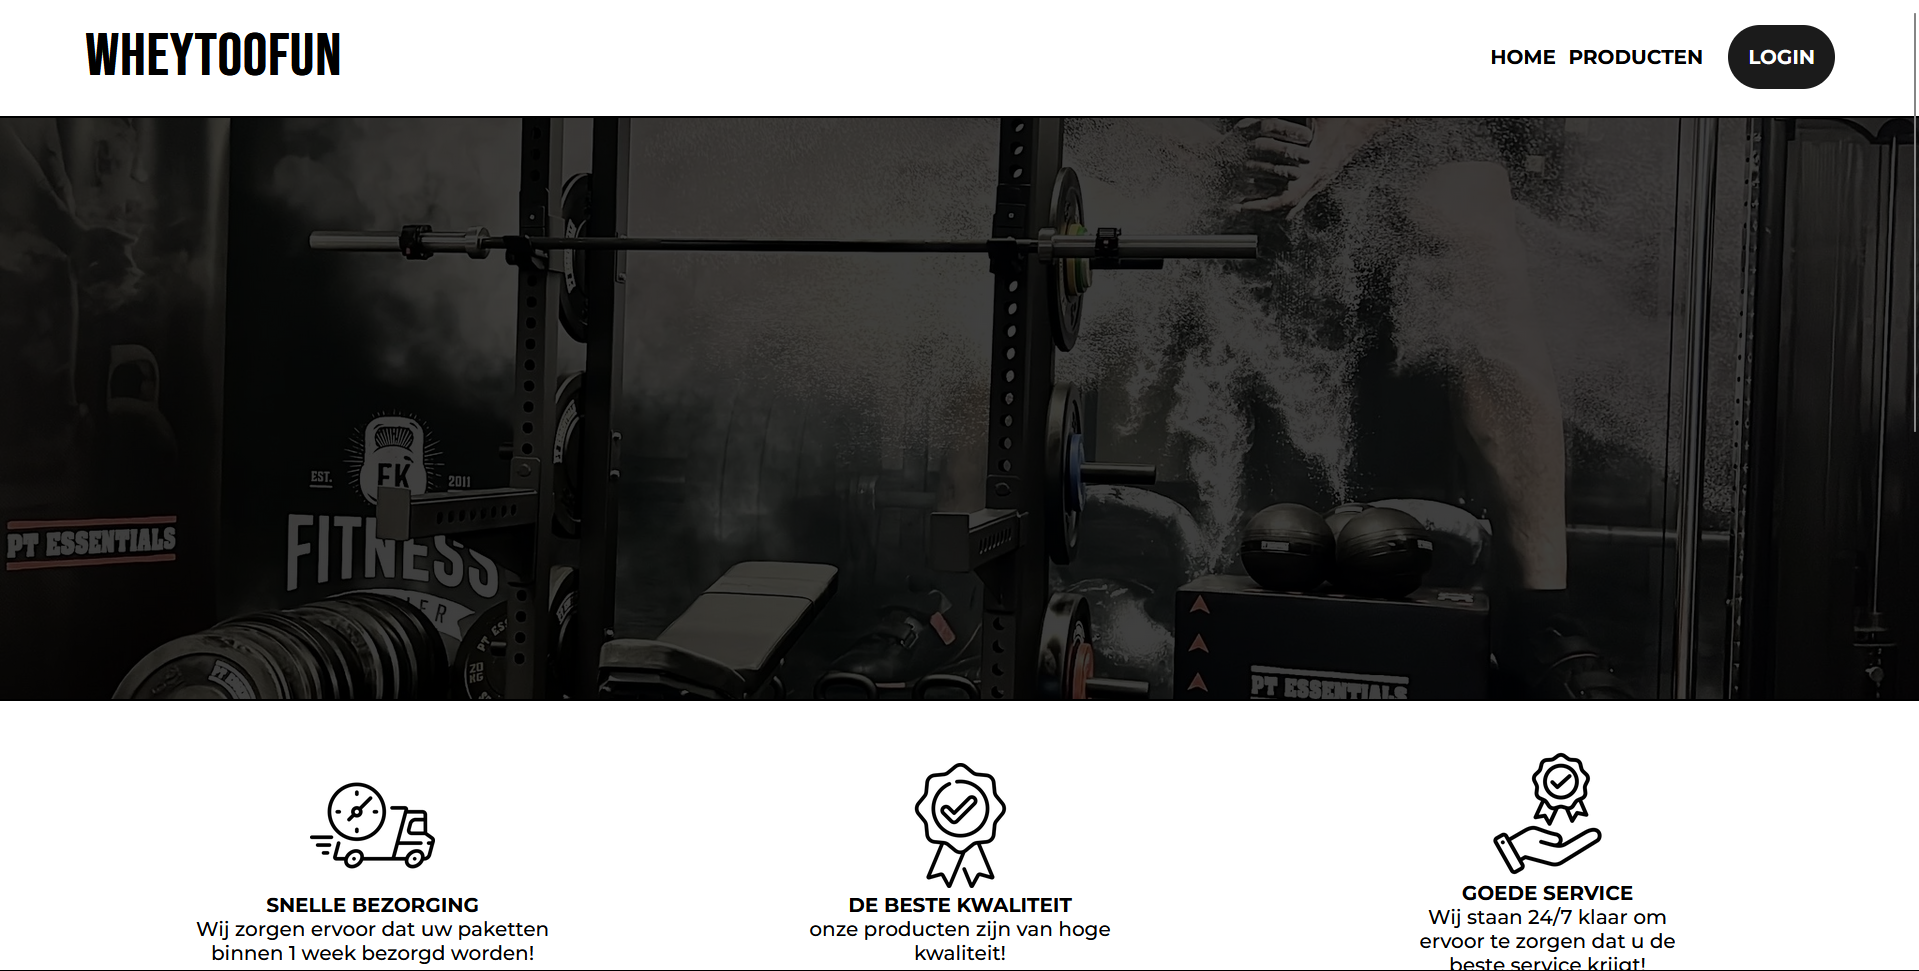 WHEYTOOFUN
HOME PRODUCTEN LOGIN
EST.
FK
2011
FITNESS
PT ESSENTIALS
20
KG
PT ESSENTIALS
SNELLE BEZORGING
Wij zorgen ervoor dat uw paketten
binnen 1 week bezorgd worden!
DE BESTE KWALITEIT
onze producten zijn van hoge
kwaliteit!
GOEDE SERVICE
Wij staan 24/7 klaar om
ervoor te zorgen dat u de
beste service krijgt!